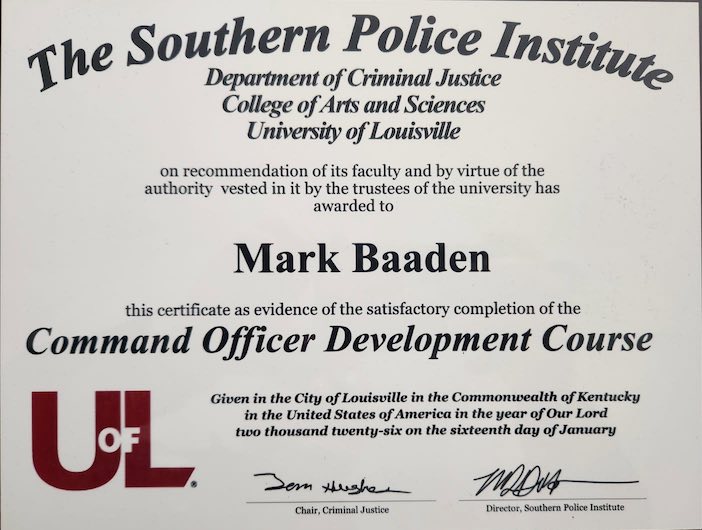 The Southern Police Institute
Department of Criminal Justice
College of Arts and Sciences
University of Louisville
on recommendation of its faculty and by virtue of the
authority vested in it by the trustees of the university has
awarded to
Mark Baaden
this certificate as evidence of the satisfactory completion of the
Command Officer Development Course
Given in the City of Louisville in the Commonwealth of Kentucky
in the United States of America in the year of Our Lord
two thousand twenty-six on the sixteenth day of January
U OF L ®
Chair, Criminal Justice
Director, Southern Police Institute